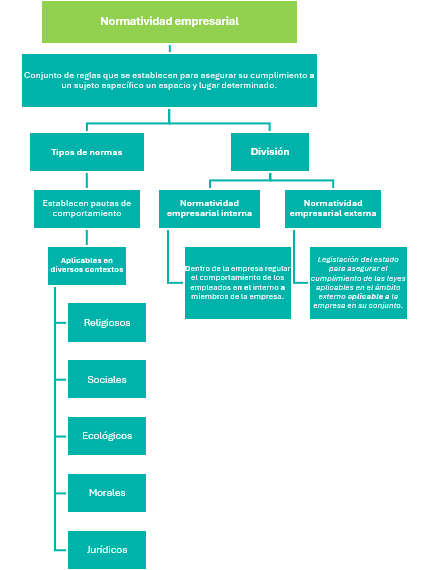 Normatividad empresarial
Conjunto de reglas que se establecen para asegurar su cumplimiento a
un sujeto específico un espacio y lugar determinado.
Tipos de normas
División
Establecen pautas de
comportamiento
Normatividad
empresarial interna
Normatividad
empresarial externa
Aplicables en
diversos contextos
Dentro de la empresa regular
el comportamiento de los
empleados en el interno a
miembros de la empresa.
Legislación del estado
para asegurar el
cumplimiento de las leyes
aplicables en el ámbito
externo aplicable a la
empresa en su conjunto.
Religiosos
Sociales
Ecológicos
Morales
Jurídicos